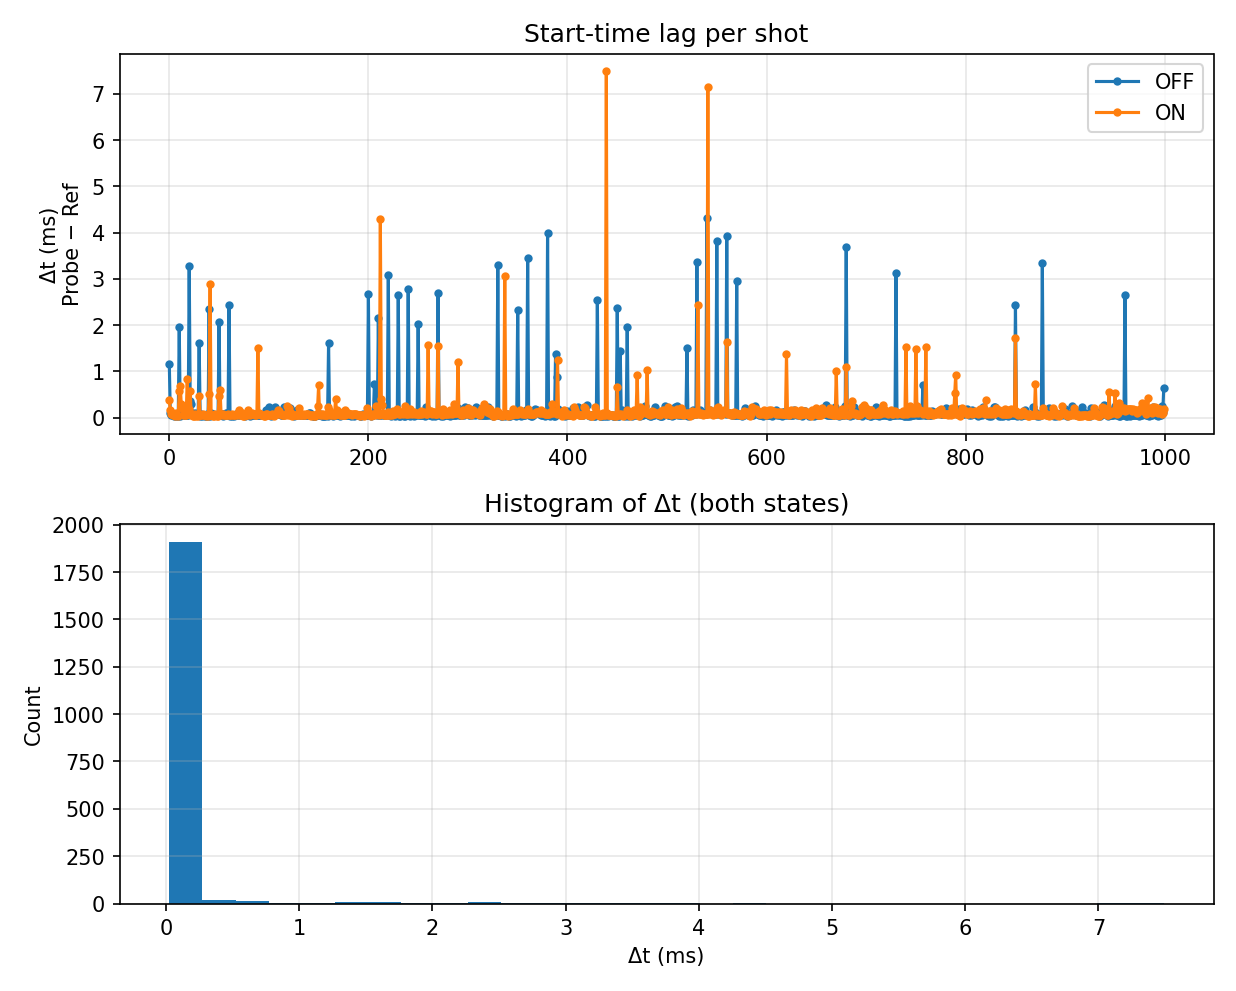 Start-time lag per shot
Δt (ms)
Probe − Ref
7
6
5
4
3
2
1
0
OFF
ON
0 200 400 600 800 1000
Histogram of Δt (both states)
Count
2000
1750
1500
1250
1000
750
500
250
0
0 1 2 3 4 5 6 7
Δt (ms)